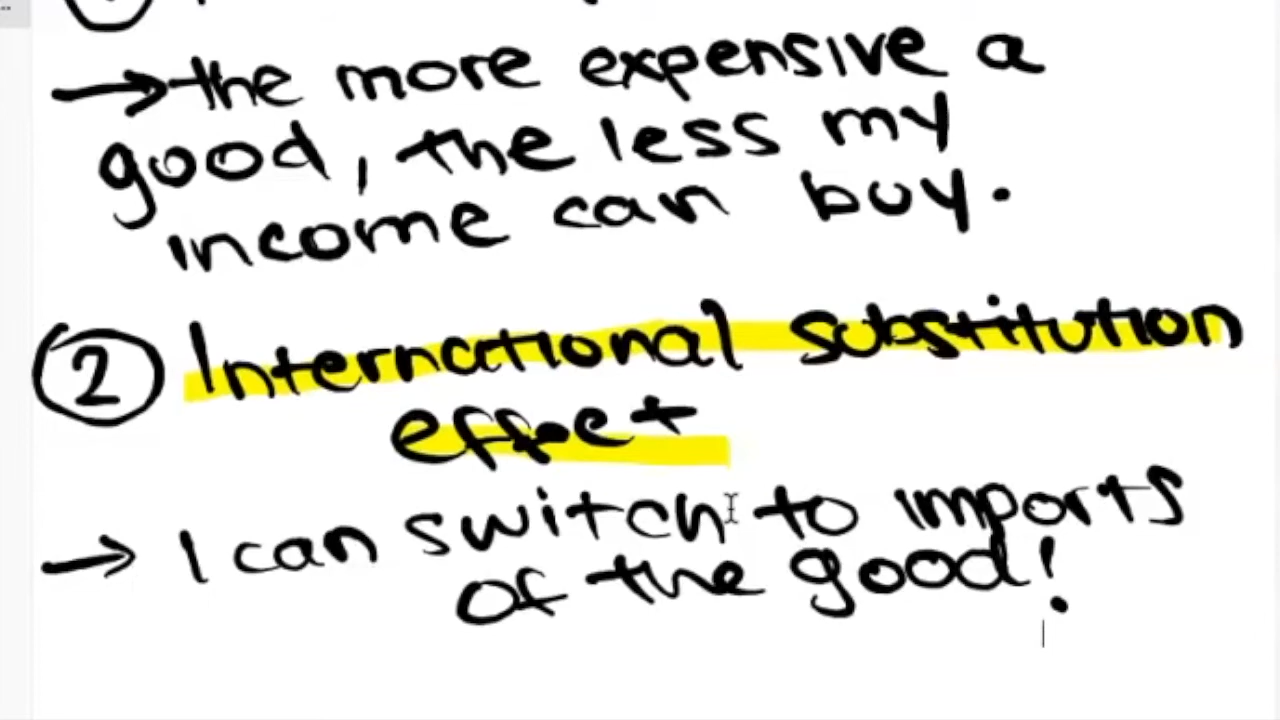 → the more expensive a
good, the less my
income can buy.
② International substitution
effect
→ I can switch to imports
of the good!